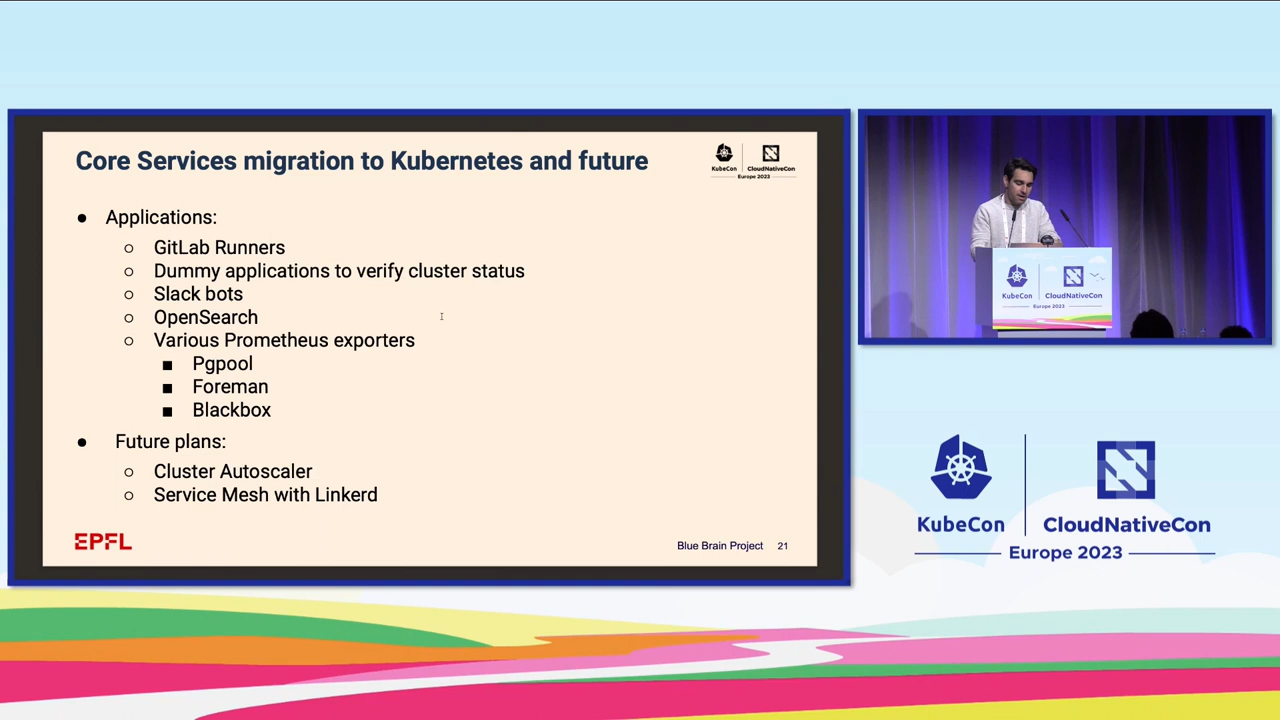 Core Services migration to Kubernetes and future
KubeCon
CloudNativeCon
Europe 2023
Applications:
GitLab Runners
Dummy applications to verify cluster status
Slack bots
OpenSearch
Various Prometheus exporters
Pgpool
Foreman
Blackbox
Future plans:
Cluster Autoscaler
Service Mesh with Linkerd
EPFL
Blue Brain Project 21
KubeCon
CloudNativeCon
Europe 2023
KubeCon
CloudNativeCon
Europe 2023